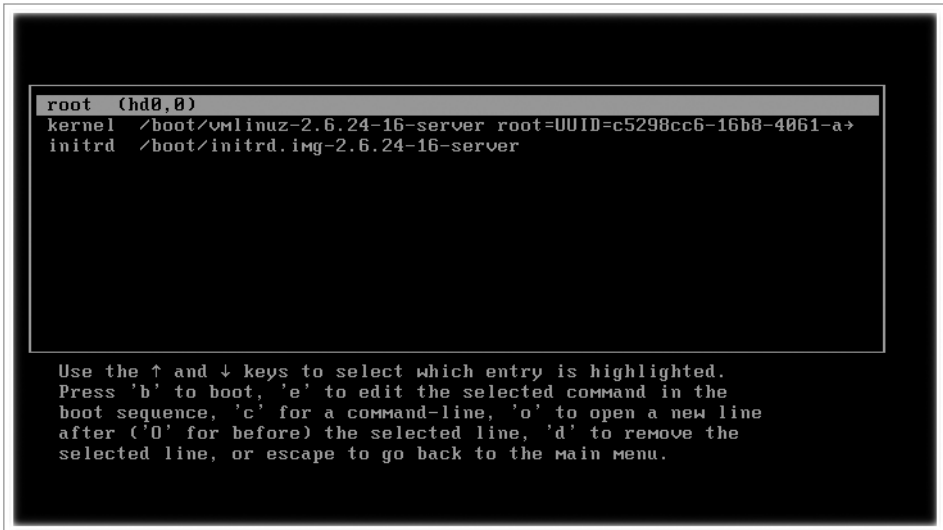 root (hd0,0)
kernel /boot/vmlinuz-2.6.24-16-server root=UUID=c5298cc6-16b8-4061-a→
initrd /boot/initrd.img-2.6.24-16-server
Use the ↑ and ↓ keys to select which entry is highlighted.
Press 'b' to boot, 'e' to edit the selected command in the
boot sequence, 'c' for a command-line, 'o' to open a new line
after ('O' for before) the selected line, 'd' to remove the
selected line, or escape to go back to the main menu.